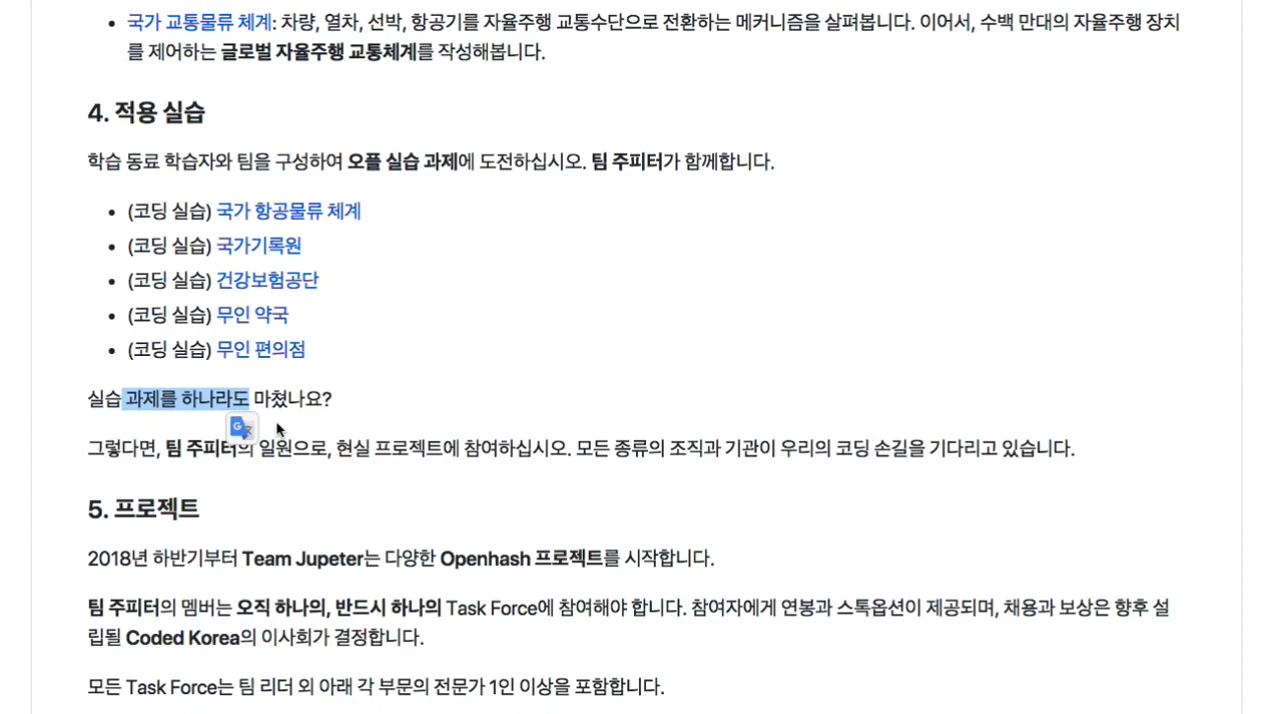 국가 교통물류 체계: 차량, 열차, 선박, 항공기를 자율주행 교통수단으로 전환하는 메커니즘을 살펴봅니다. 이어서, 수백 만대의 자율주행 장치
를 제어하는 글로벌 자율주행 교통체계를 작성해봅니다.
4. 적용 실습
학습 동료 학습자와 팀을 구성하여 오픈 실습 과제에 도전하십시오. 팀 주피터가 함께합니다.
(코딩 실습) 국가 항공물류 체계
(코딩 실습) 국가기록원
(코딩 실습) 건강보험공단
(코딩 실습) 무인 약국
(코딩 실습) 무인 편의점
실습 과제를 하나라도 마쳤나요?
그렇다면, 팀 주피터의 일원으로, 현실 프로젝트에 참여하십시오. 모든 종류의 조직과 기관이 우리의 코딩 손길을 기다리고 있습니다.
5. 프로젝트
2018년 하반기부터 Team Jupeter는 다양한 Openhash 프로젝트를 시작합니다.
팀 주피터의 멤버는 오직 하나의, 반드시 하나의 Task Force에 참여해야 합니다. 참여자에게 연봉과 스톡옵션이 제공되며, 채용과 보상은 향후 설
립될 Coded Korea의 이사회가 결정합니다.
모든 Task Force는 팀 리더 외 아래 각 부문의 전문가 1인 이상을 포함합니다.